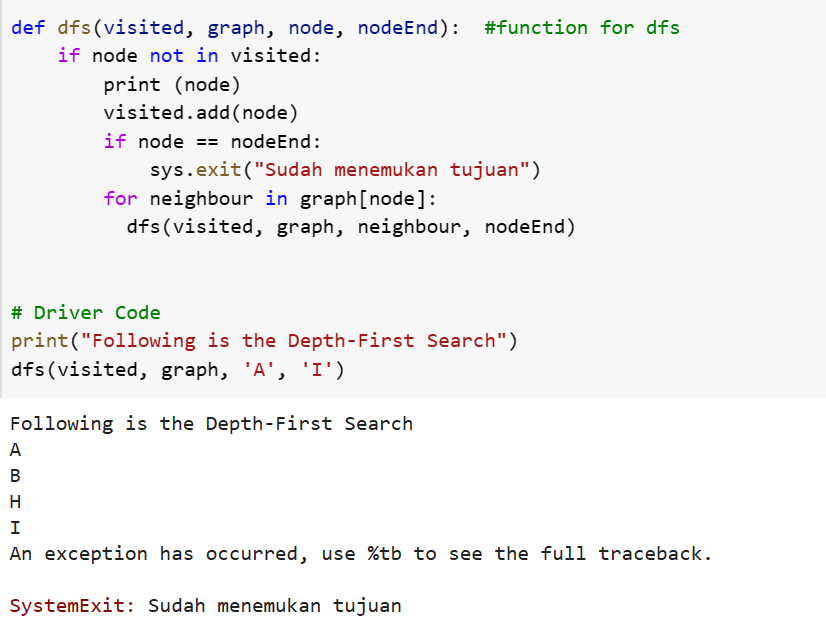 def dfs(visited, graph, node, nodeEnd):  #function for dfs
    if node not in visited:
        print (node)
        visited.add(node)
        if node == nodeEnd:
            sys.exit("Sudah menemukan tujuan")
        for neighbour in graph[node]:
          dfs(visited, graph, neighbour, nodeEnd)
# Driver Code
print("Following is the Depth-First Search")
dfs(visited, graph, 'A', 'I')
Following is the Depth-First Search
A
B
H
I
An exception has occurred, use %tb to see the full traceback.
SystemExit: Sudah menemukan tujuan